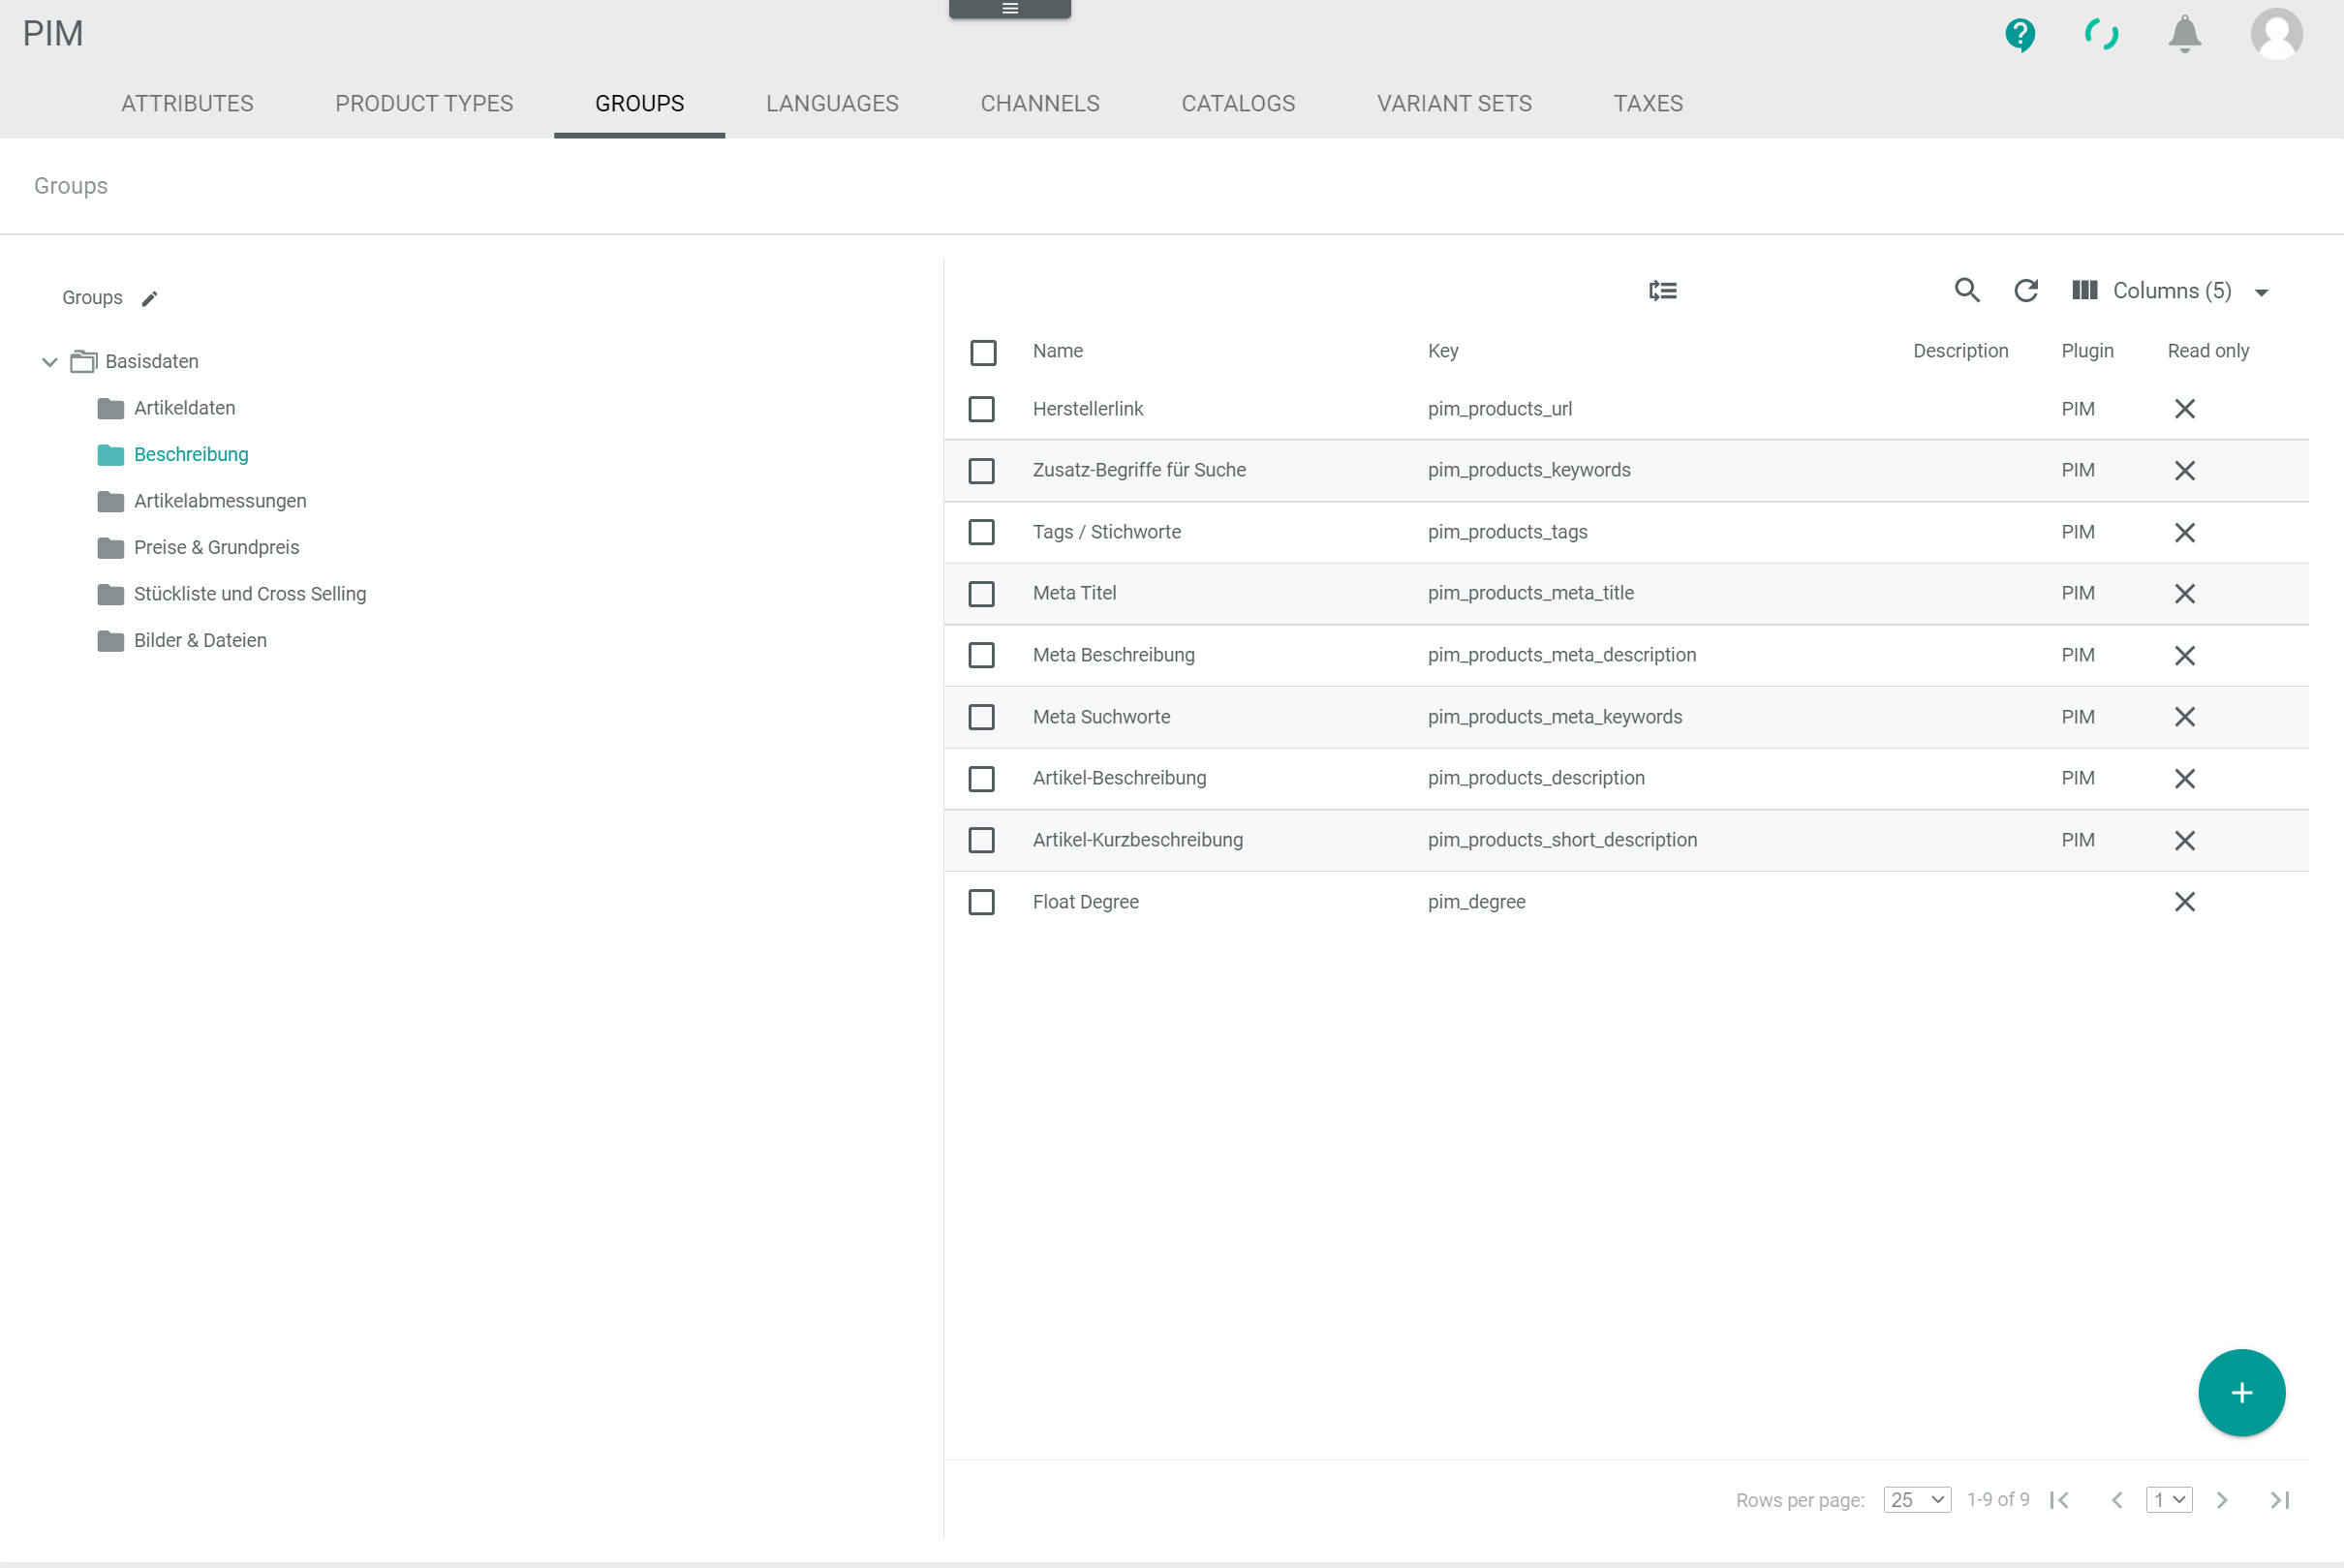 PIM
ATTRIBUTES PRODUCT TYPES GROUPS LANGUAGES CHANNELS CATALOGS VARIANT SETS TAXES
Groups
Groups
Basisdaten
Artikeldaten
Beschreibung
Artikelabmessungen
Preise & Grundpreis
Stückliste und Cross Selling
Bilder & Dateien
Columns (5)
Name Key Description Plugin Read only
Herstellerlink pim_products_url PIM
Zusatz-Begriffe für Suche pim_products_keywords PIM
Tags / Stichworte pim_products_tags PIM
Meta Titel pim_products_meta_title PIM
Meta Beschreibung pim_products_meta_description PIM
Meta Suchworte pim_products_meta_keywords PIM
Artikel-Beschreibung pim_products_description PIM
Artikel-Kurzbeschreibung pim_products_short_description PIM
Float Degree pim_degree
Rows per page: 25 1-9 of 9 1